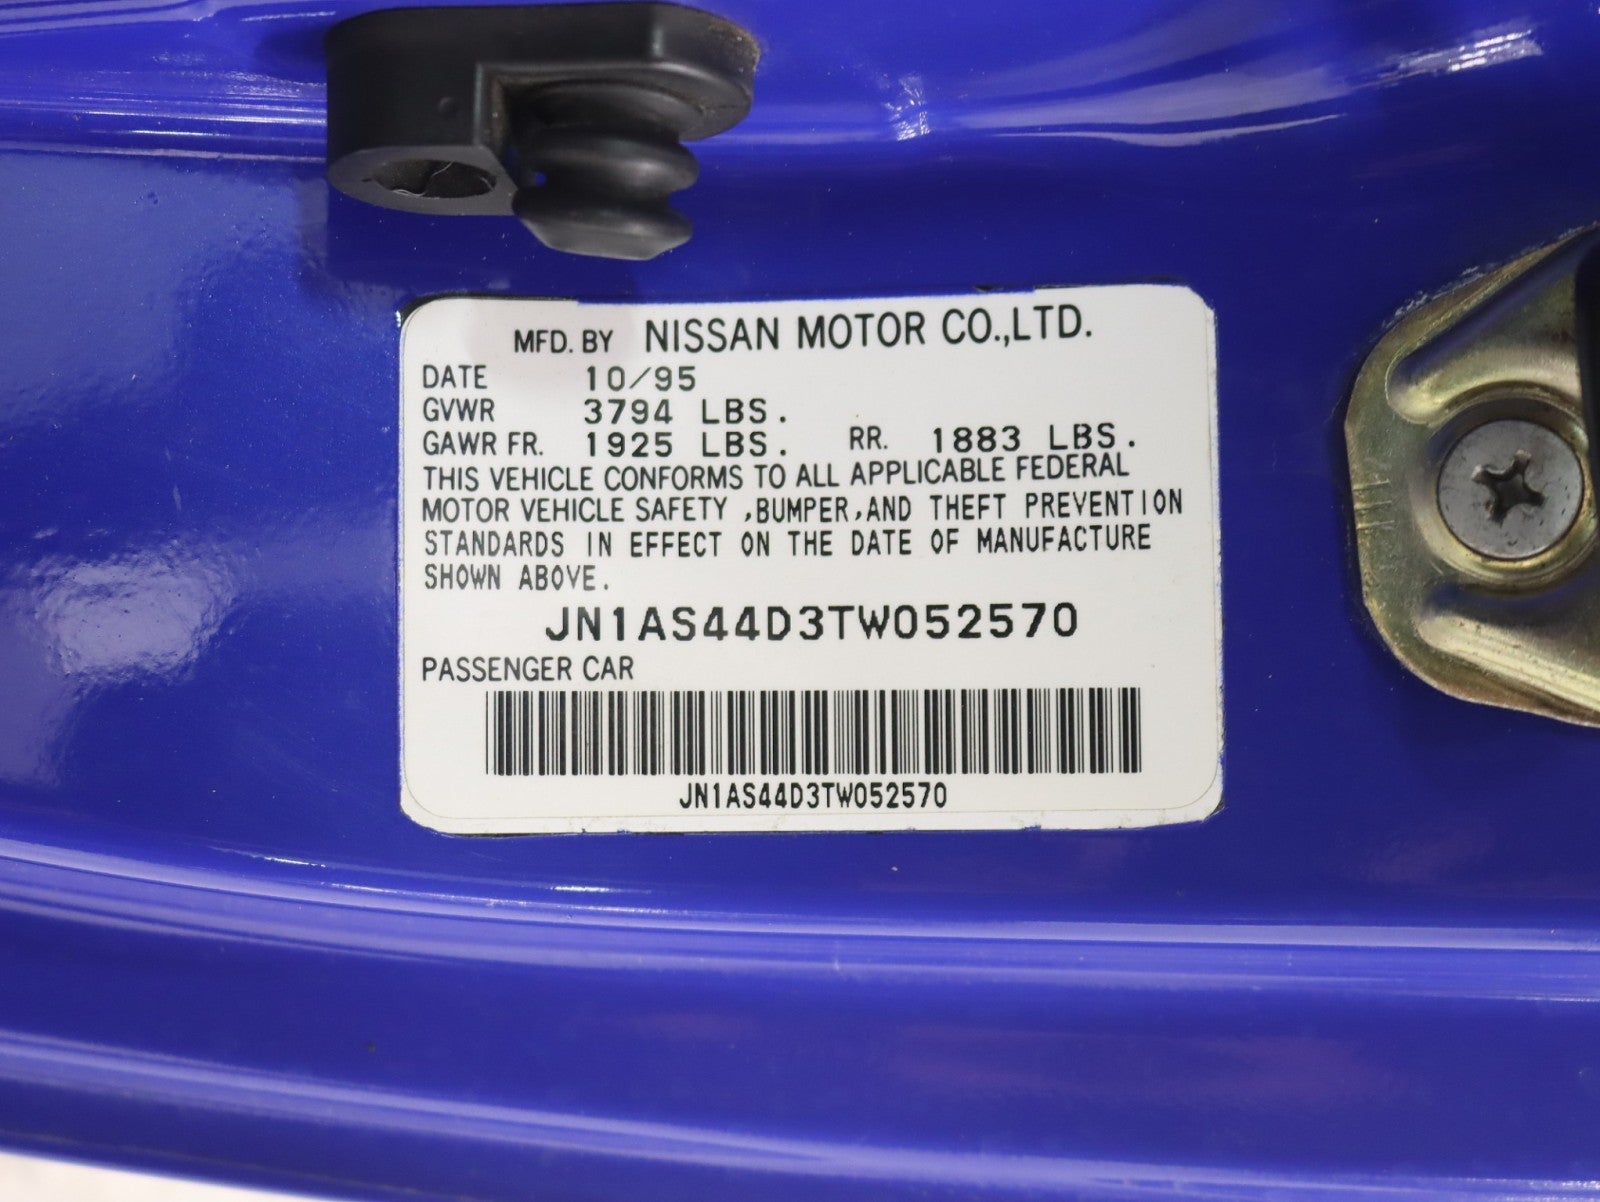 MFD. BY NISSAN MOTOR CO.,LTD.
DATE 10/95
GVWR 3794 LBS.
GAWR FR. 1925 LBS. RR. 1883 LBS.
THIS VEHICLE CONFORMS TO ALL APPLICABLE FEDERAL
MOTOR VEHICLE SAFETY ,BUMPER,AND THEFT PREVENTION
STANDARDS IN EFFECT ON THE DATE OF MANUFACTURE
SHOWN ABOVE.
JN1AS44D3TW052570
PASSENGER CAR
JN1AS44D3TW052570